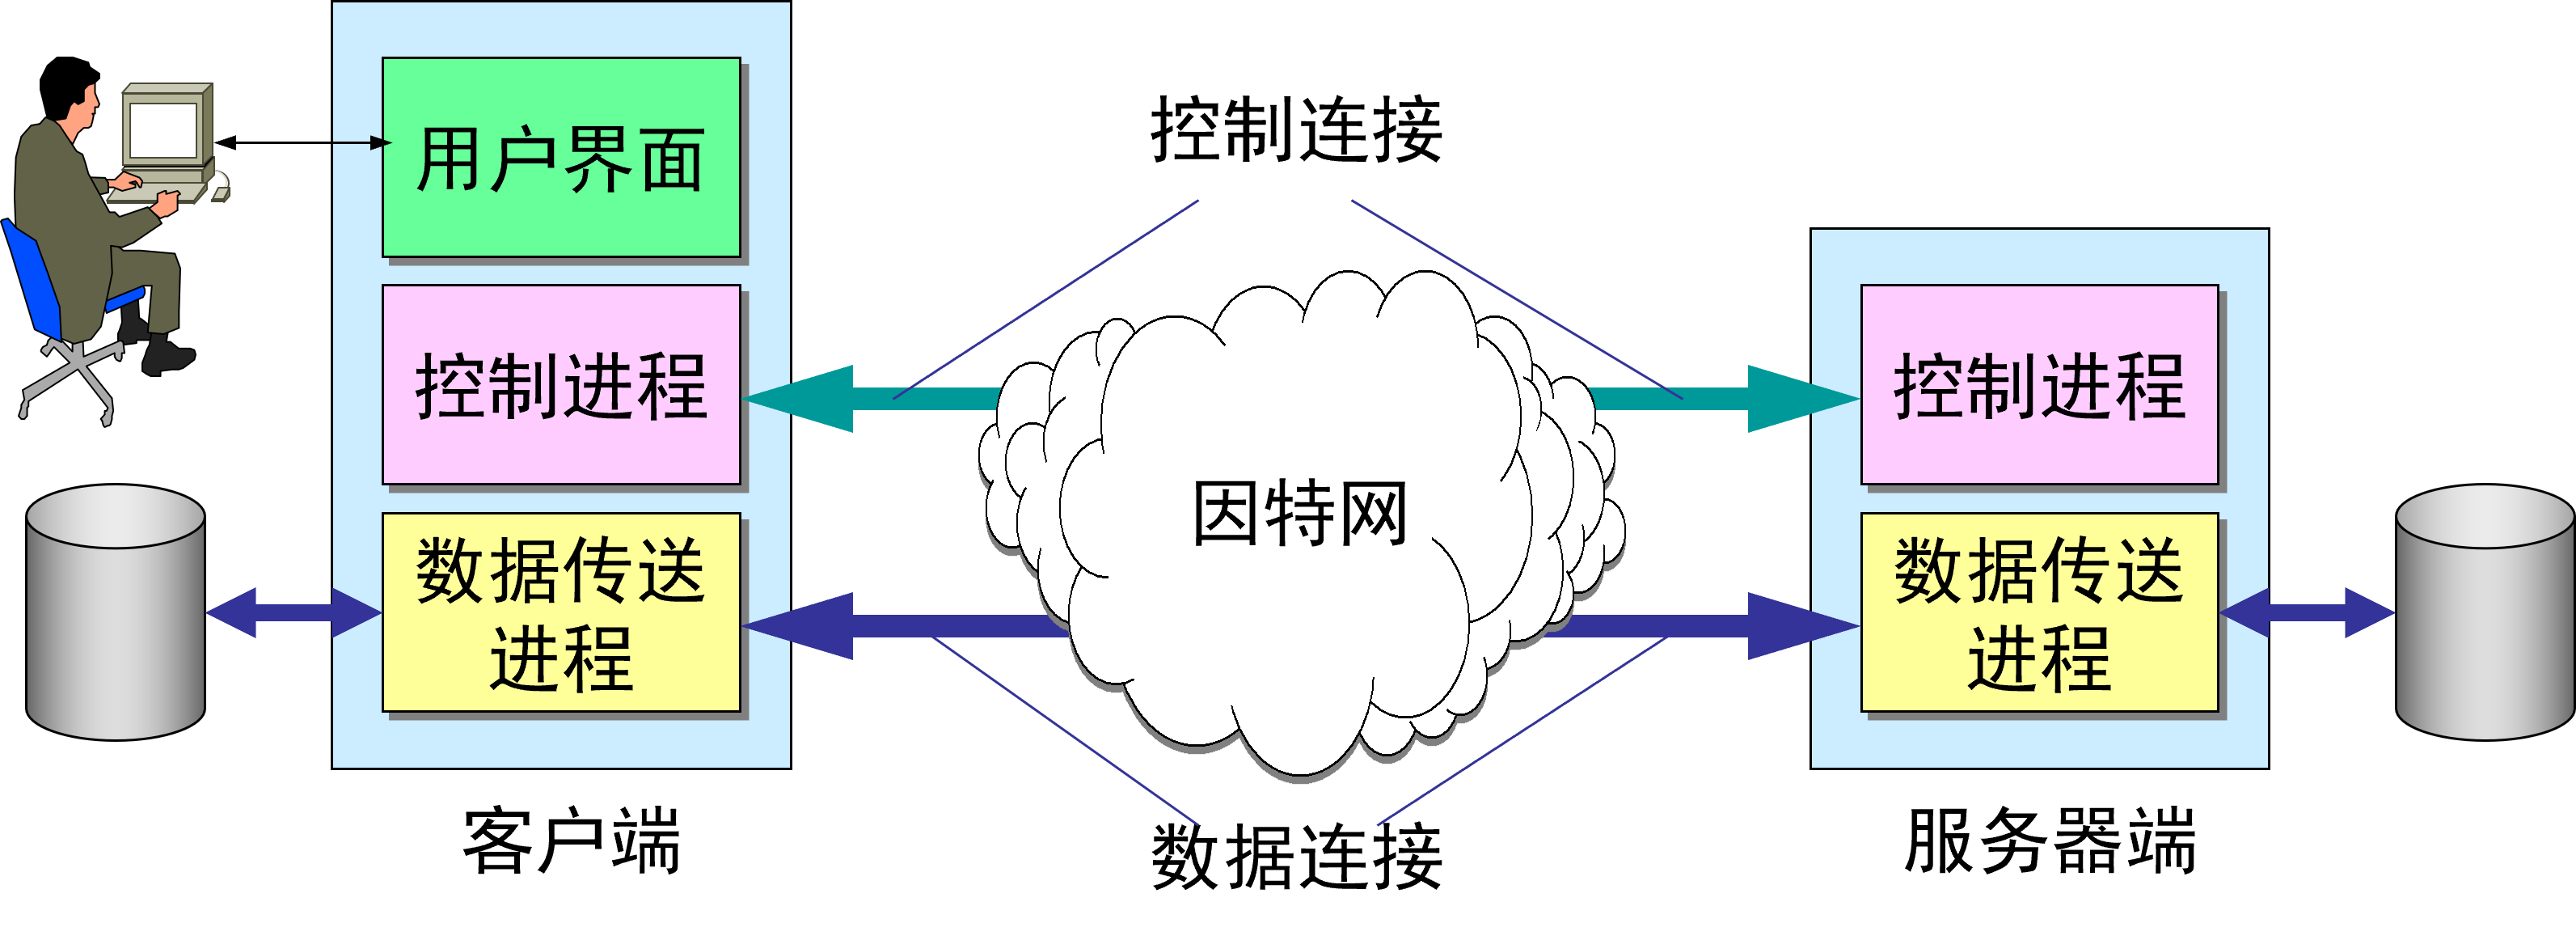 用户界面
控制连接
控制进程
控制进程
因特网
数据传送
进程
数据传送
进程
客户端
数据连接
服务器端